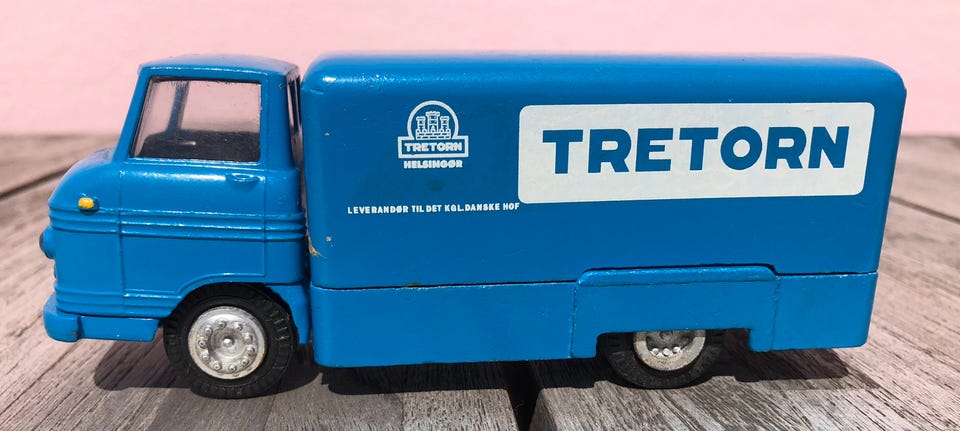 TRETORN
HELSINGØR
LEVERANDØR TIL DET KGL.DANSKE HOF
TRETORN